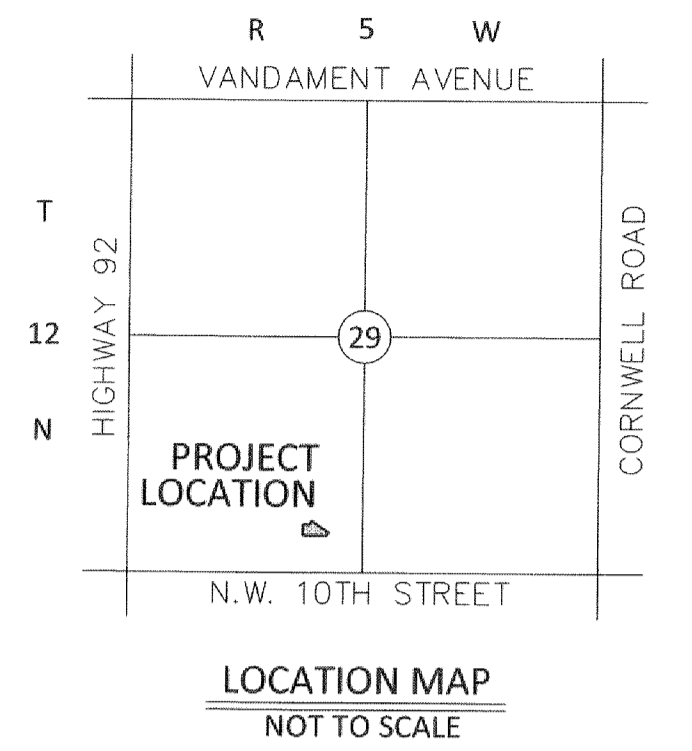 R 5 W
VANDAMENT AVENUE
T
12
N
HIGHWAY 92
29
CORNWELL ROAD
PROJECT
LOCATION
N.W. 10TH STREET
LOCATION MAP
NOT TO SCALE